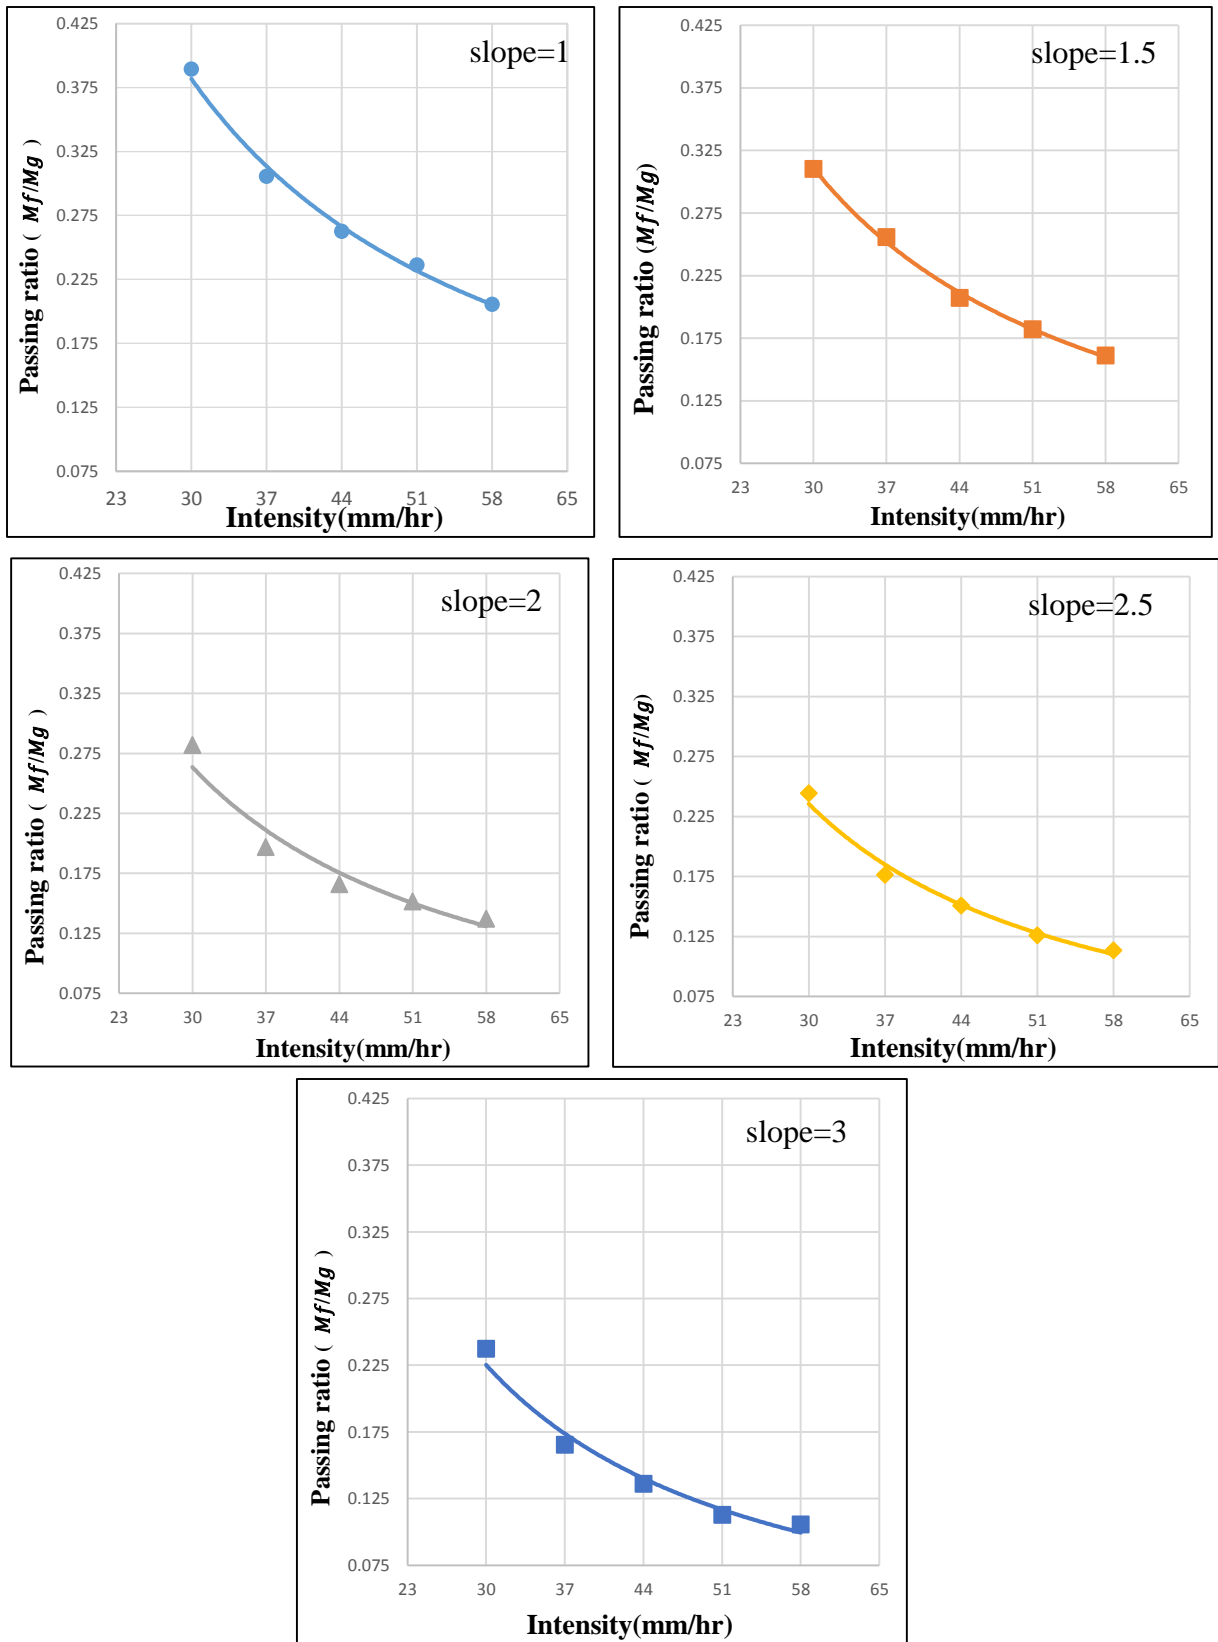 slope=1
0.425
0.375
0.325
0.275
0.225
0.175
0.125
0.075
Passing ratio ( Mf/Mg )
23 30 37 44 51 58 65
Intensity(mm/hr)
slope=1.5
0.425
0.375
0.325
0.275
0.225
0.175
0.125
0.075
Passing ratio (Mf/Mg)
23 30 37 44 51 58 65
Intensity(mm/hr)
slope=2
0.425
0.375
0.325
0.275
0.225
0.175
0.125
0.075
Passing ratio ( Mf/Mg )
23 30 37 44 51 58 65
Intensity(mm/hr)
slope=2.5
0.425
0.375
0.325
0.275
0.225
0.175
0.125
0.075
Passing ratio ( Mf/Mg)
23 30 37 44 51 58 65
Intensity(mm/hr)
slope=3
0.425
0.375
0.325
0.275
0.225
0.175
0.125
0.075
Passing ratio ( Mf/Mg )
23 30 37 44 51 58 65
Intensity(mm/hr)